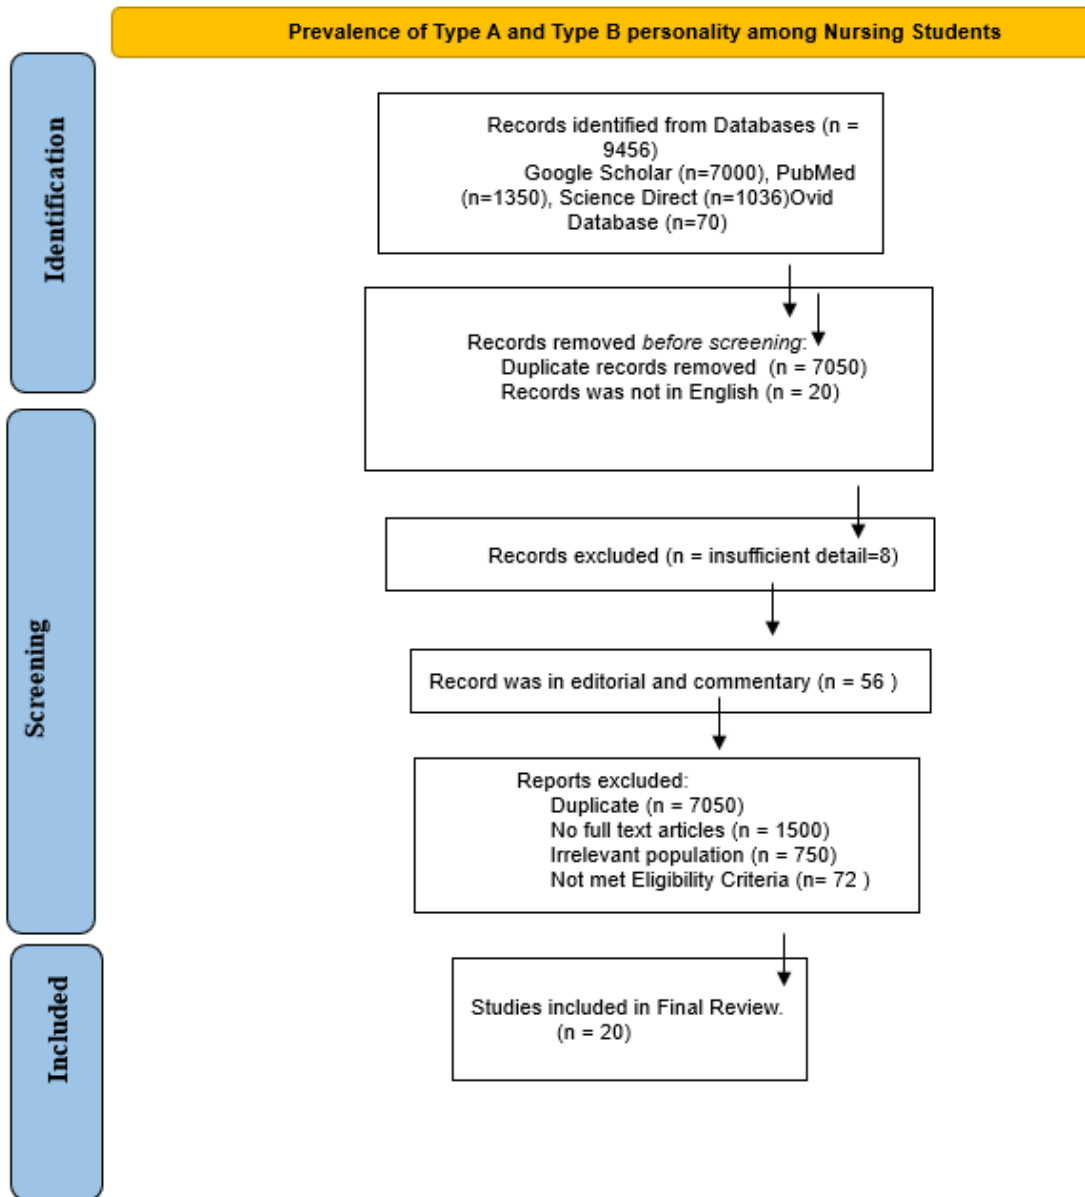 Prevalence of Type A and Type B personality among Nursing Students
Identification
Records identified from Databases (n =
9456)
Google Scholar (n=7000), PubMed
(n=1350), Science Direct (n=1036)Ovid
Database (n=70)
Records removed before screening:
Duplicate records removed (n = 7050)
Records was not in English (n = 20)
Screening
Records excluded (n = insufficient detail=8)
Record was in editorial and commentary (n = 56 )
Reports excluded:
Duplicate (n = 7050)
No full text articles (n = 1500)
Irrelevant population (n = 750)
Not met Eligibility Criteria (n= 72 )
Included
Studies included in Final Review.
(n = 20)